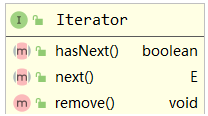 I Iterator
m hasNext() boolean
m next() E
m remove() void